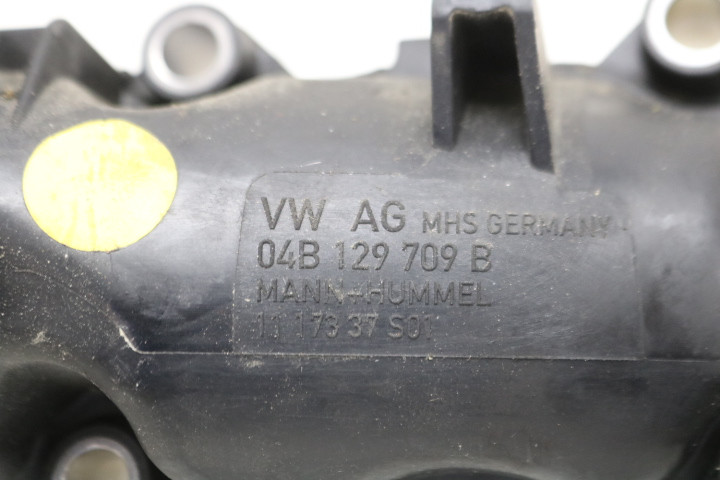 VW AG MHS GERMANY
04B 129 709 B
MANN+HUMMEL
11 173 37 S01